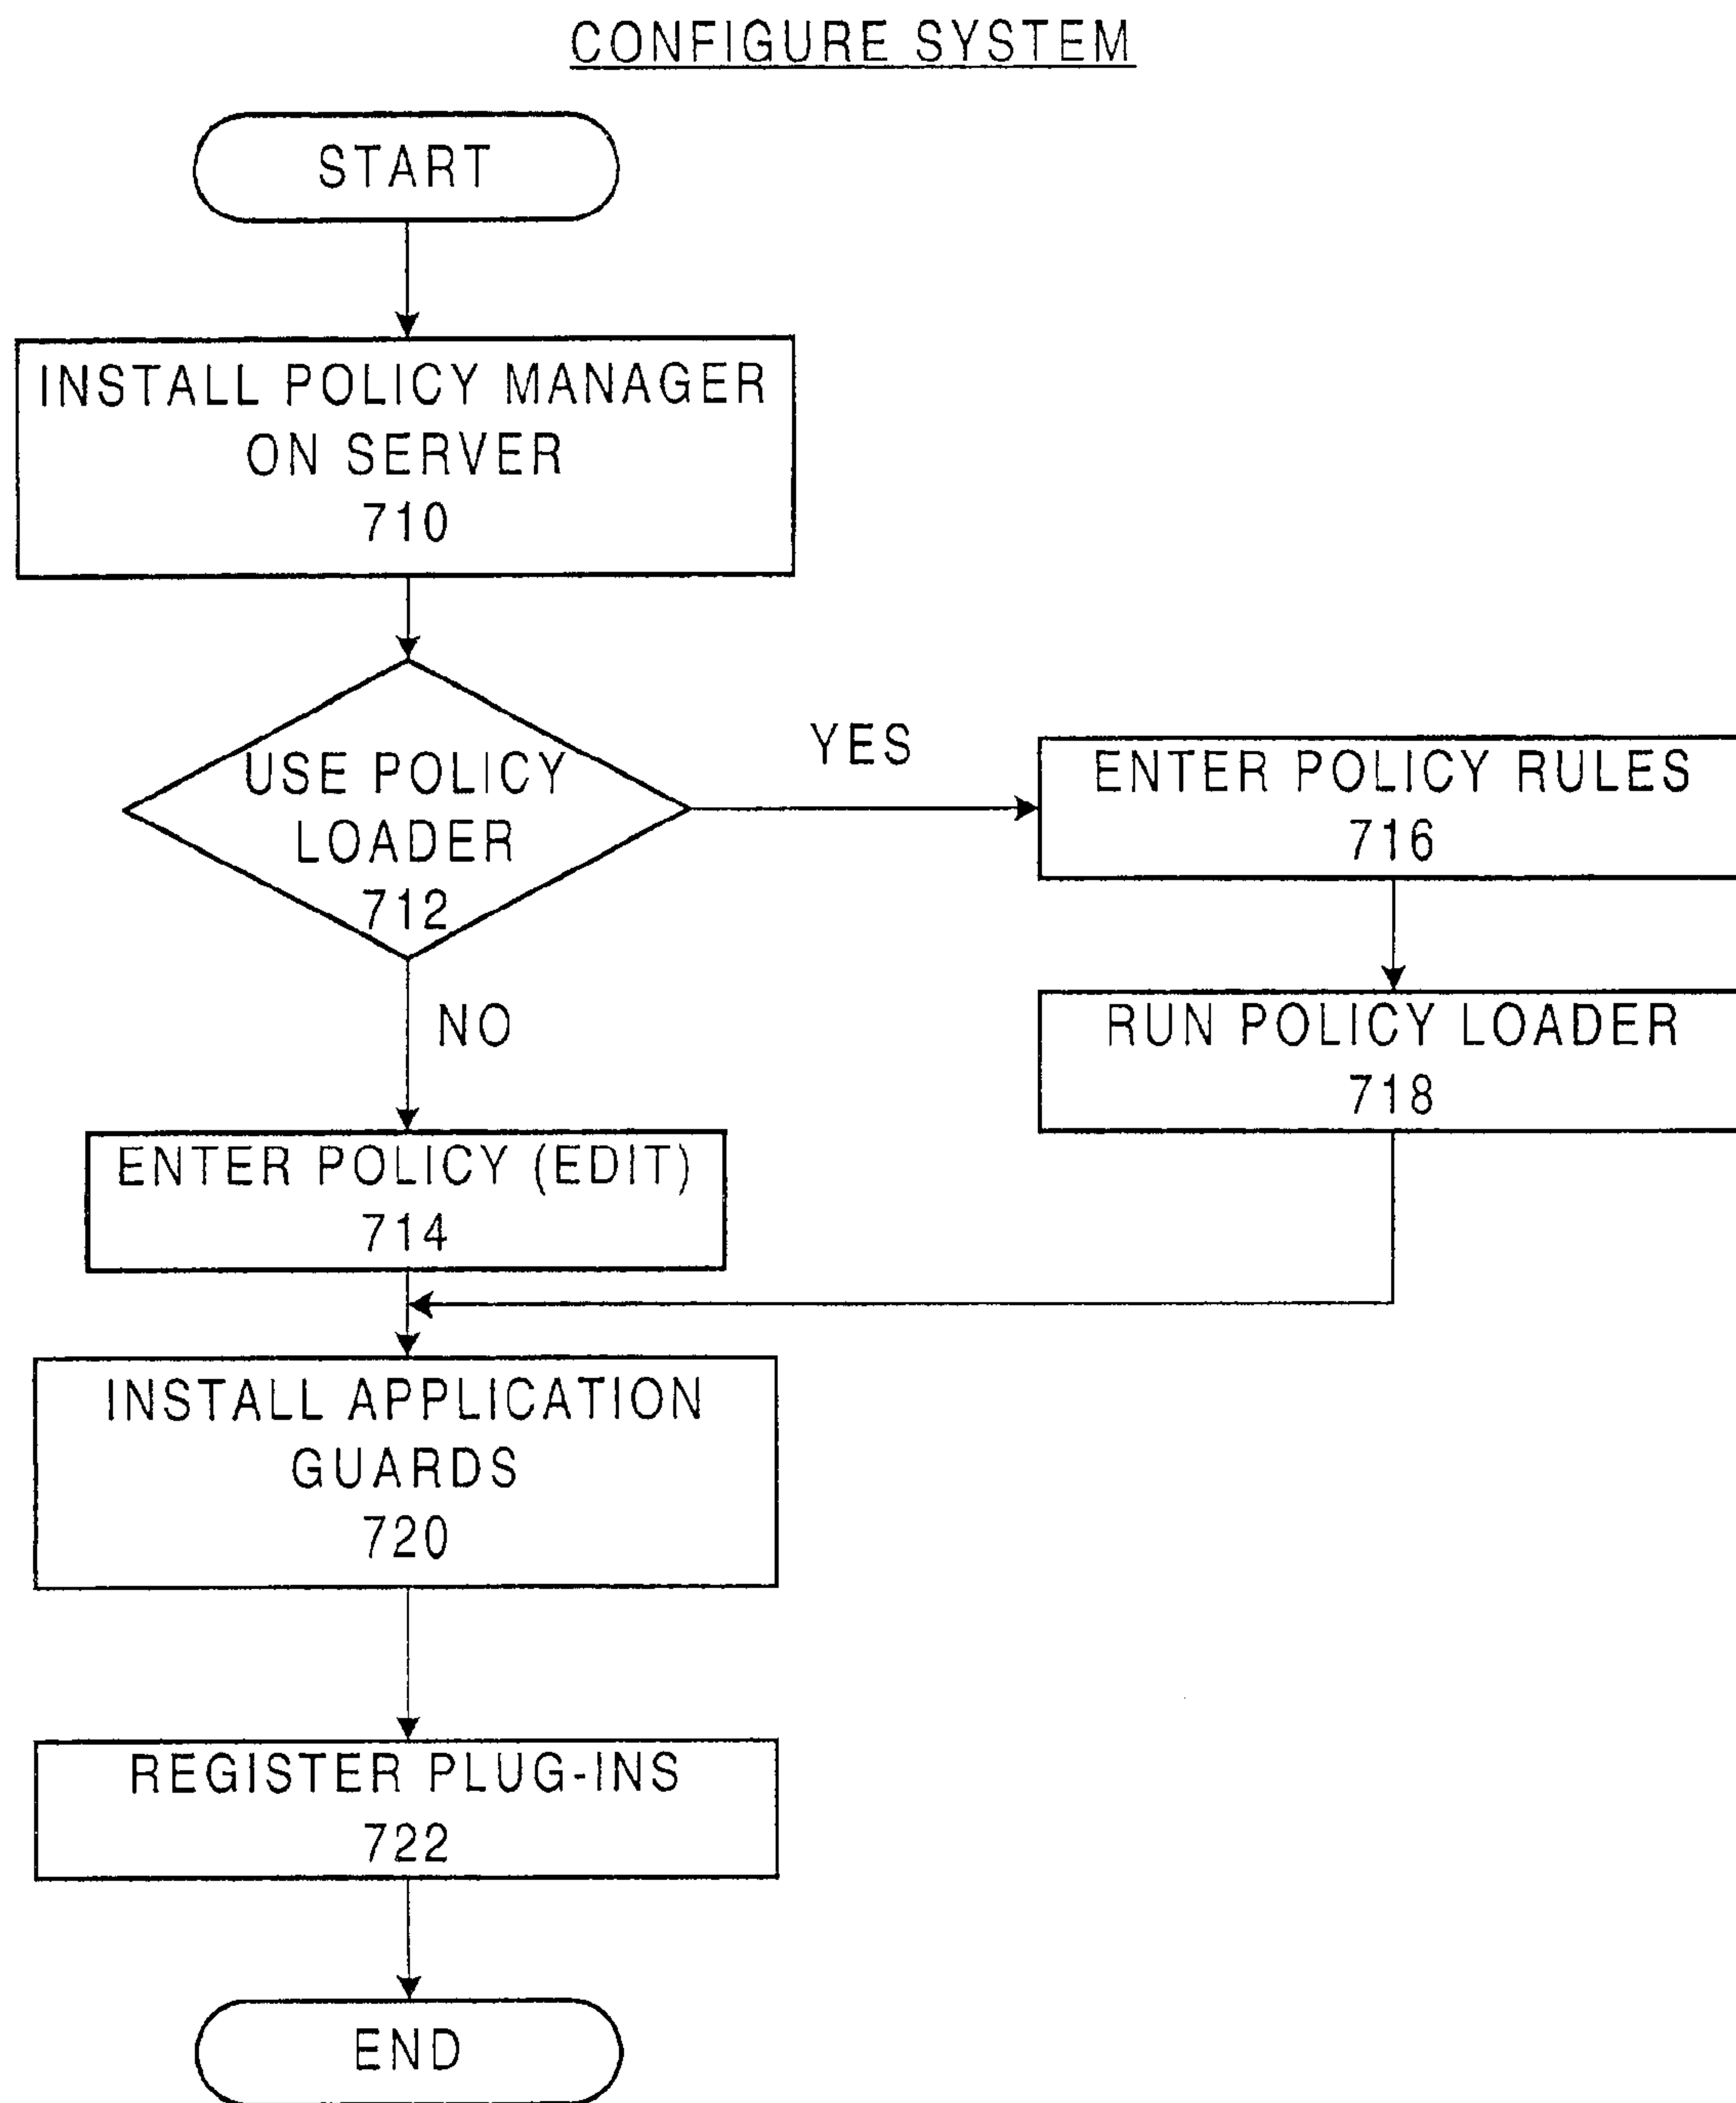 CONFIGURE SYSTEM
START
INSTALL POLICY MANAGER
ON SERVER
710
USE POLICY
LOADER
712
YES
ENTER POLICY RULES
716
RUN POLICY LOADER
718
NO
ENTER POLICY (EDIT)
714
INSTALL APPLICATION
GUARDS
720
REGISTER PLUG-INS
722
END